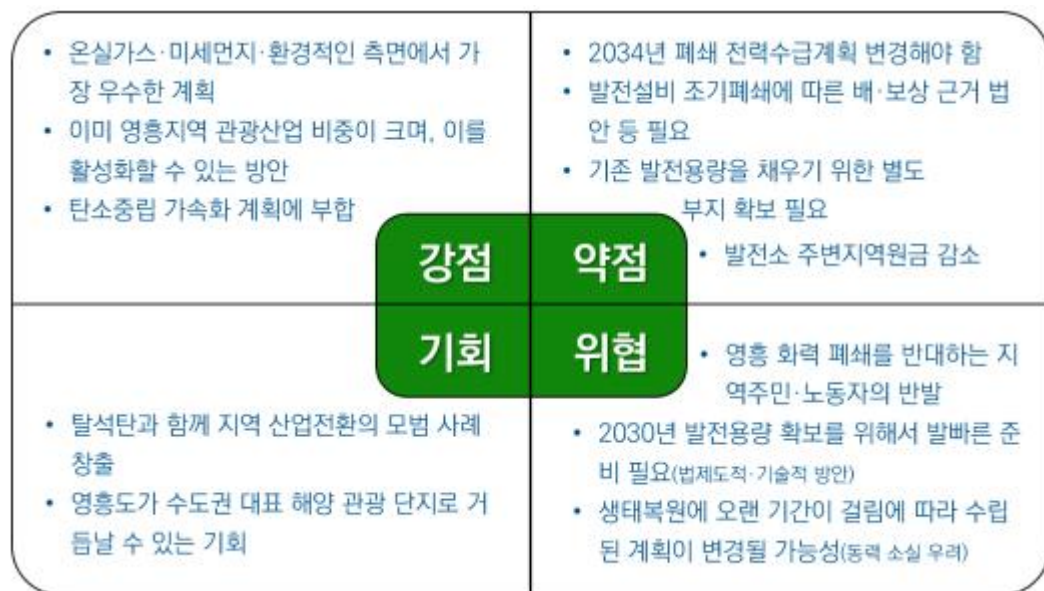 • 온실가스·미세먼지·환경적인 측면에서 가
장 우수한 계획
• 이미 영흥지역 관광산업 비중이 크며, 이를
활성화할 수 있는 방안
• 탄소중립 가속화 계획에 부합
• 2034년 폐쇄 전력수급계획 변경해야 함
• 발전설비 조기폐쇄에 따른 배·보상 근거 법
안 등 필요
• 기존 발전용량을 채우기 위한 별도
부지 확보 필요
• 발전소 주변지역원금 감소
강점
약점
기회
위협
• 탈석탄과 함께 지역 산업전환의 모범 사례
창출
• 영흥도가 수도권 대표 해양 관광 단지로 거
듭날 수 있는 기회
• 영흥 화력 폐쇄를 반대하는 지
역주민·노동자의 반발
• 2030년 발전용량 확보를 위해서 발빠른 준
비 필요(법제도적·기술적 방안)
• 생태복원에 오랜 기간이 걸림에 따라 수립
된 계획이 변경될 가능성(동력 소실 우려)